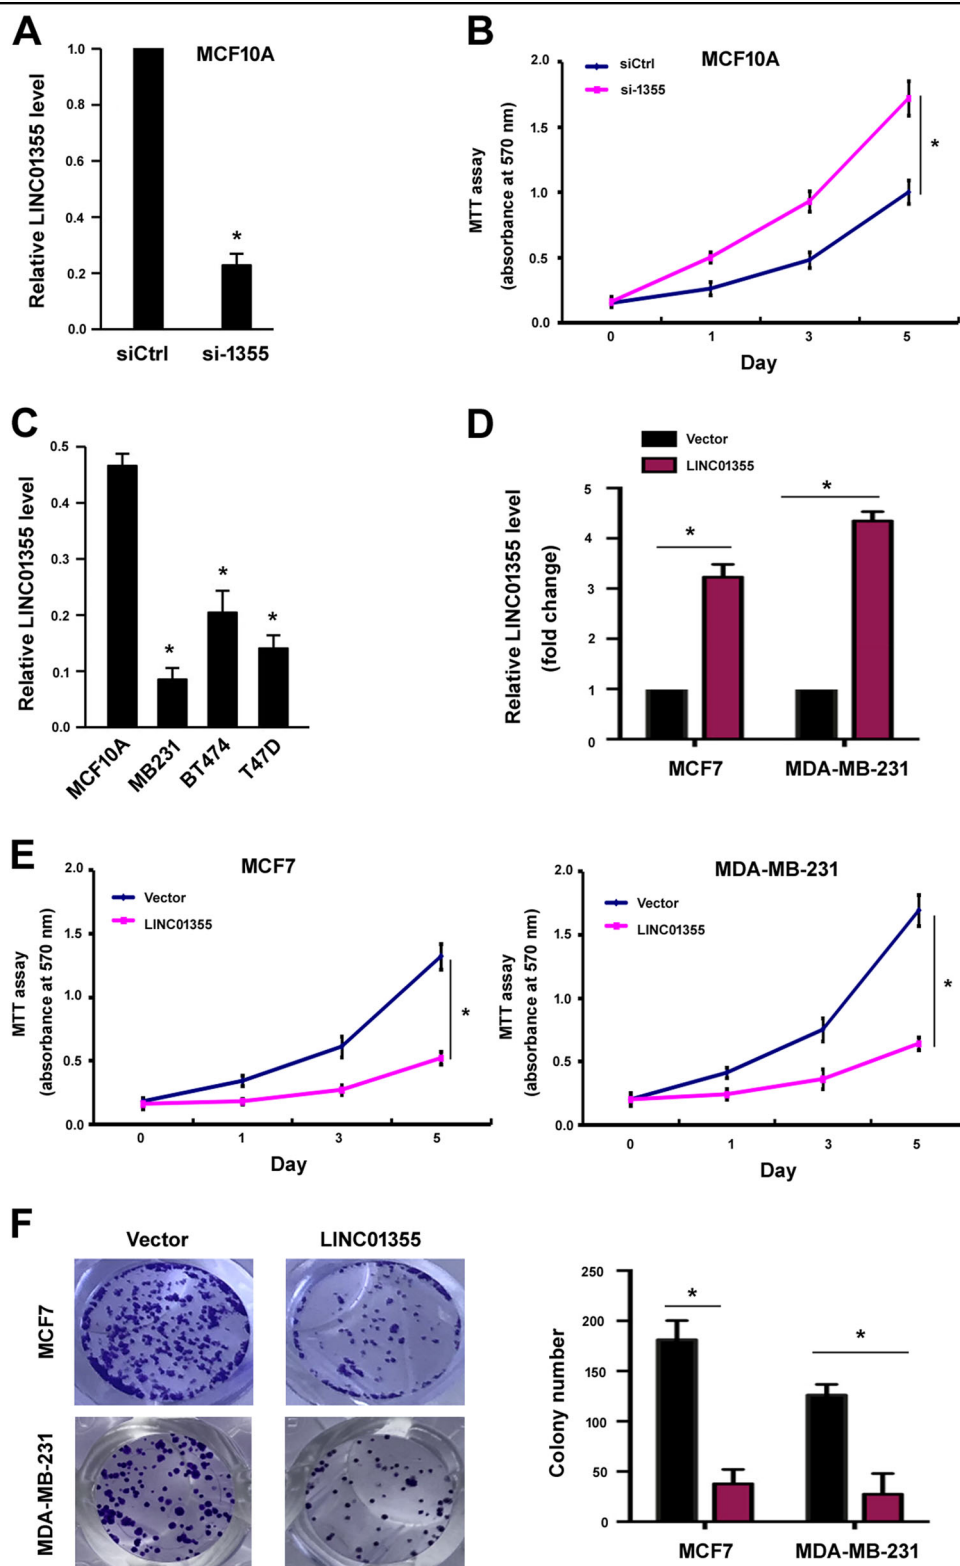 A
MCF10A
Relative LINC01355 level
1.0
0.8
0.6
0.4
0.2
0.0
*
siCtrl
si-1355
B
MCF10A
siCtrl
si-1355
MTT assay
(absorbance at 570 nm)
2.0
1.5
1.0
0.5
0.0
*
0
1
3
5
Day
C
Relative LINC01355 level
0.5
0.4
0.3
0.2
0.1
0.0
*
*
*
MCF10A
MB231
BT474
T47D
D
Vector
LINC01355
Relative LINC01355 level
(fold change)
5
4
3
2
1
0
*
*
MCF7
MDA-MB-231
E
MCF7
Vector
LINC01355
MTT assay
(absorbance at 570 nm)
2.0
1.5
1.0
0.5
0.0
*
0
1
3
5
Day
MDA-MB-231
Vector
LINC01355
MTT assay
(absorbance at 570 nm)
2.0
1.5
1.0
0.5
0.0
*
0
1
3
5
Day
F
Vector
LINC01355
MCF7
MDA-MB-231
Colony number
250
200
150
100
50
0
*
*
MCF7
MDA-MB-231